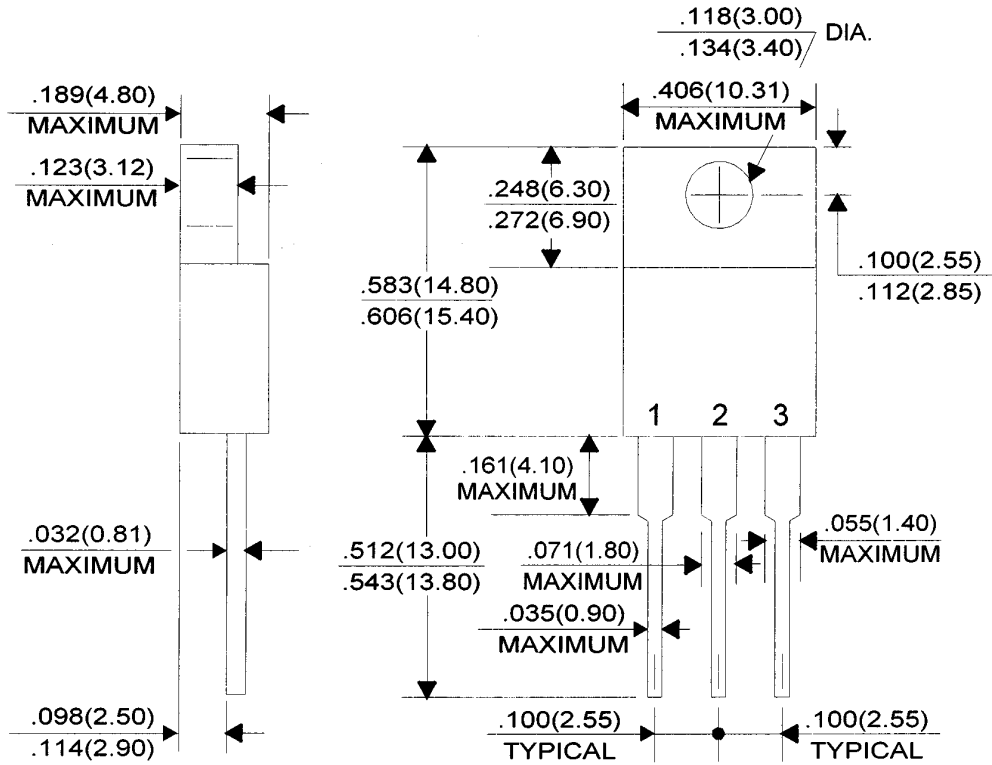 .118(3.00)
.134(3.40)
DIA.
.189(4.80)
MAXIMUM
.406(10.31)
MAXIMUM
.123(3.12)
MAXIMUM
.248(6.30)
.272(6.90)
.100(2.55)
.112(2.85)
.583(14.80)
.606(15.40)
1 2 3
.161(4.10)
MAXIMUM
.032(0.81)
MAXIMUM
.512(13.00)
.543(13.80)
.071(1.80)
MAXIMUM
.055(1.40)
MAXIMUM
.035(0.90)
MAXIMUM
.098(2.50)
.114(2.90)
.100(2.55)
TYPICAL
.100(2.55)
TYPICAL